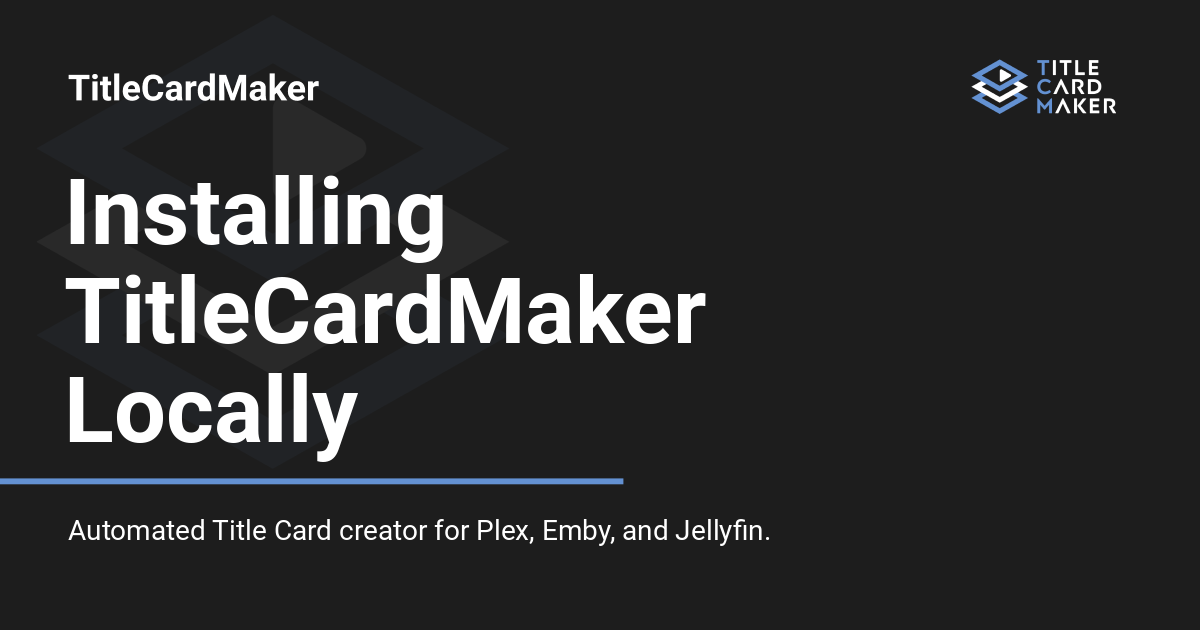 TitleCardMaker
TITLE
CARD
MAKER
Installing
TitleCardMaker
Locally
Automated Title Card creator for Plex, Emby, and Jellyfin.